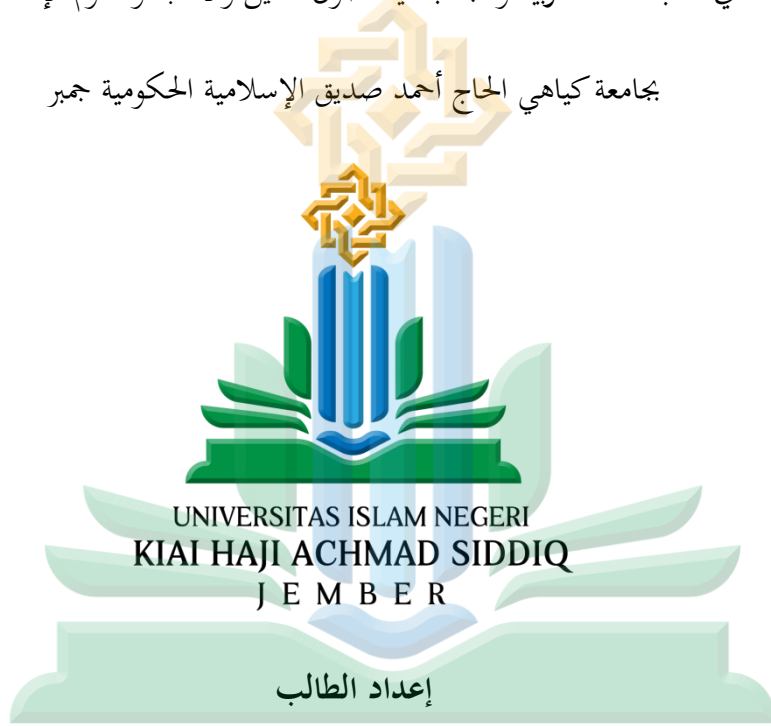 بجامعة كياهي الحاج أحمد صديق الإسلامية الحكومية جمبر
UNIVERSITAS ISLAM NEGERI
KIAI HAJI ACHMAD SIDDIQ
JEMBER
إعداد الطالب